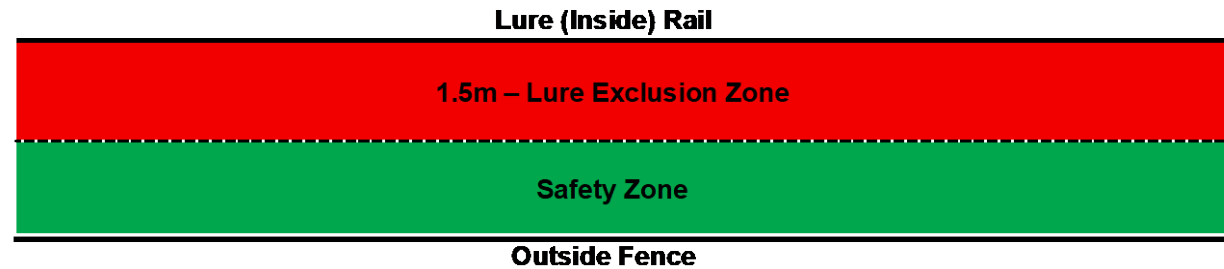 Lure (Inside) Rail
1.5m – Lure Exclusion Zone
Safety Zone
Outside Fence